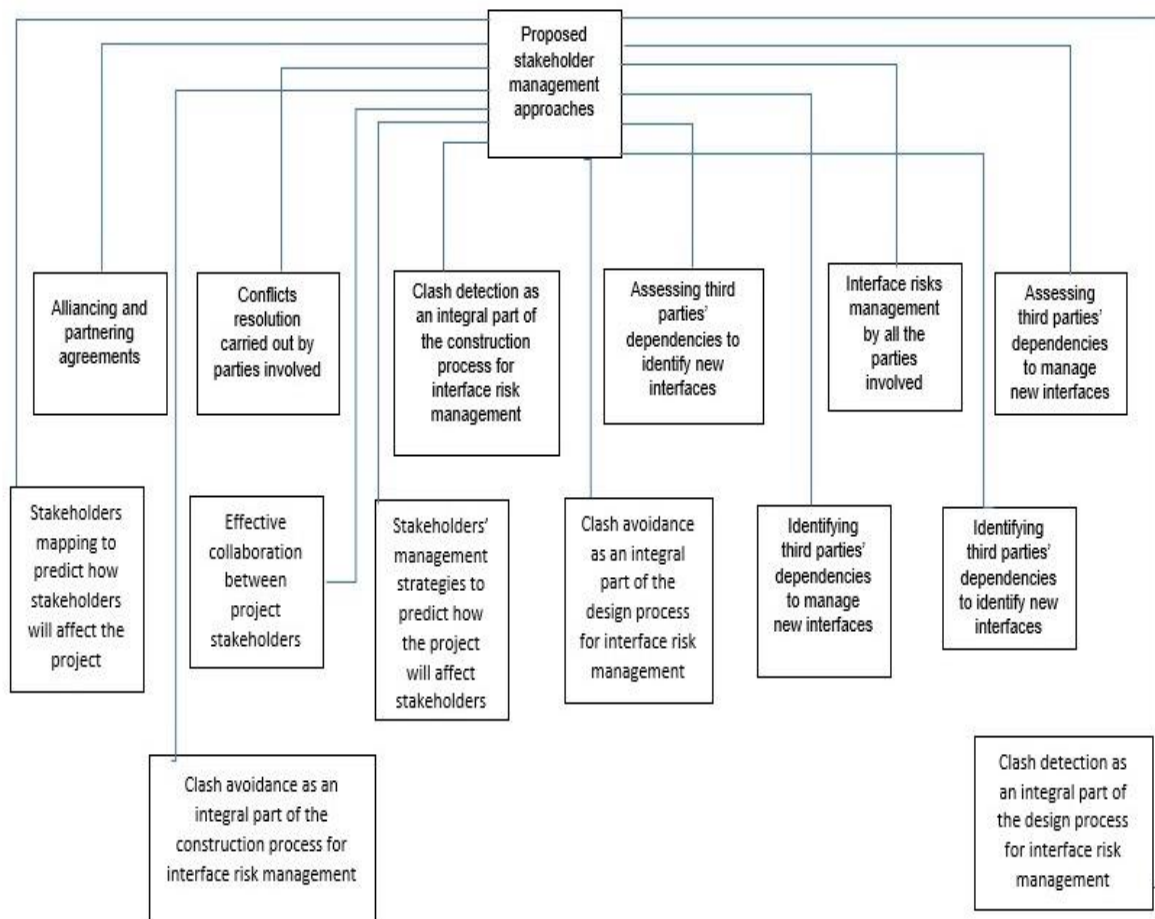 Proposed
stakeholder
management
approaches
Alliancing and
partnering
agreements
Conflicts
resolution
carried out by
parties involved
Clash detection as
an integral part of
the construction
process for
interface risk
management
Assessing third
parties’
dependencies to
identify new
interfaces
Interface risks
management
by all the
parties
involved
Assessing
third parties’
dependencies
to manage
new interfaces
Stakeholders
mapping to
predict how
stakeholders
will affect the
project
Effective
collaboration
between
project
stakeholders
Stakeholders’
management
strategies to
predict how
the project
will affect
stakeholders
Clash avoidance
as an integral
part of the
design process
for interface risk
management
Identifying
third parties’
dependencies
to manage
new interfaces
Identifying
third parties’
dependencies
to identify new
interfaces
Clash avoidance as an
integral part of the
construction process for
interface risk management
Clash detection as
an integral part of
the design process
for interface risk
management